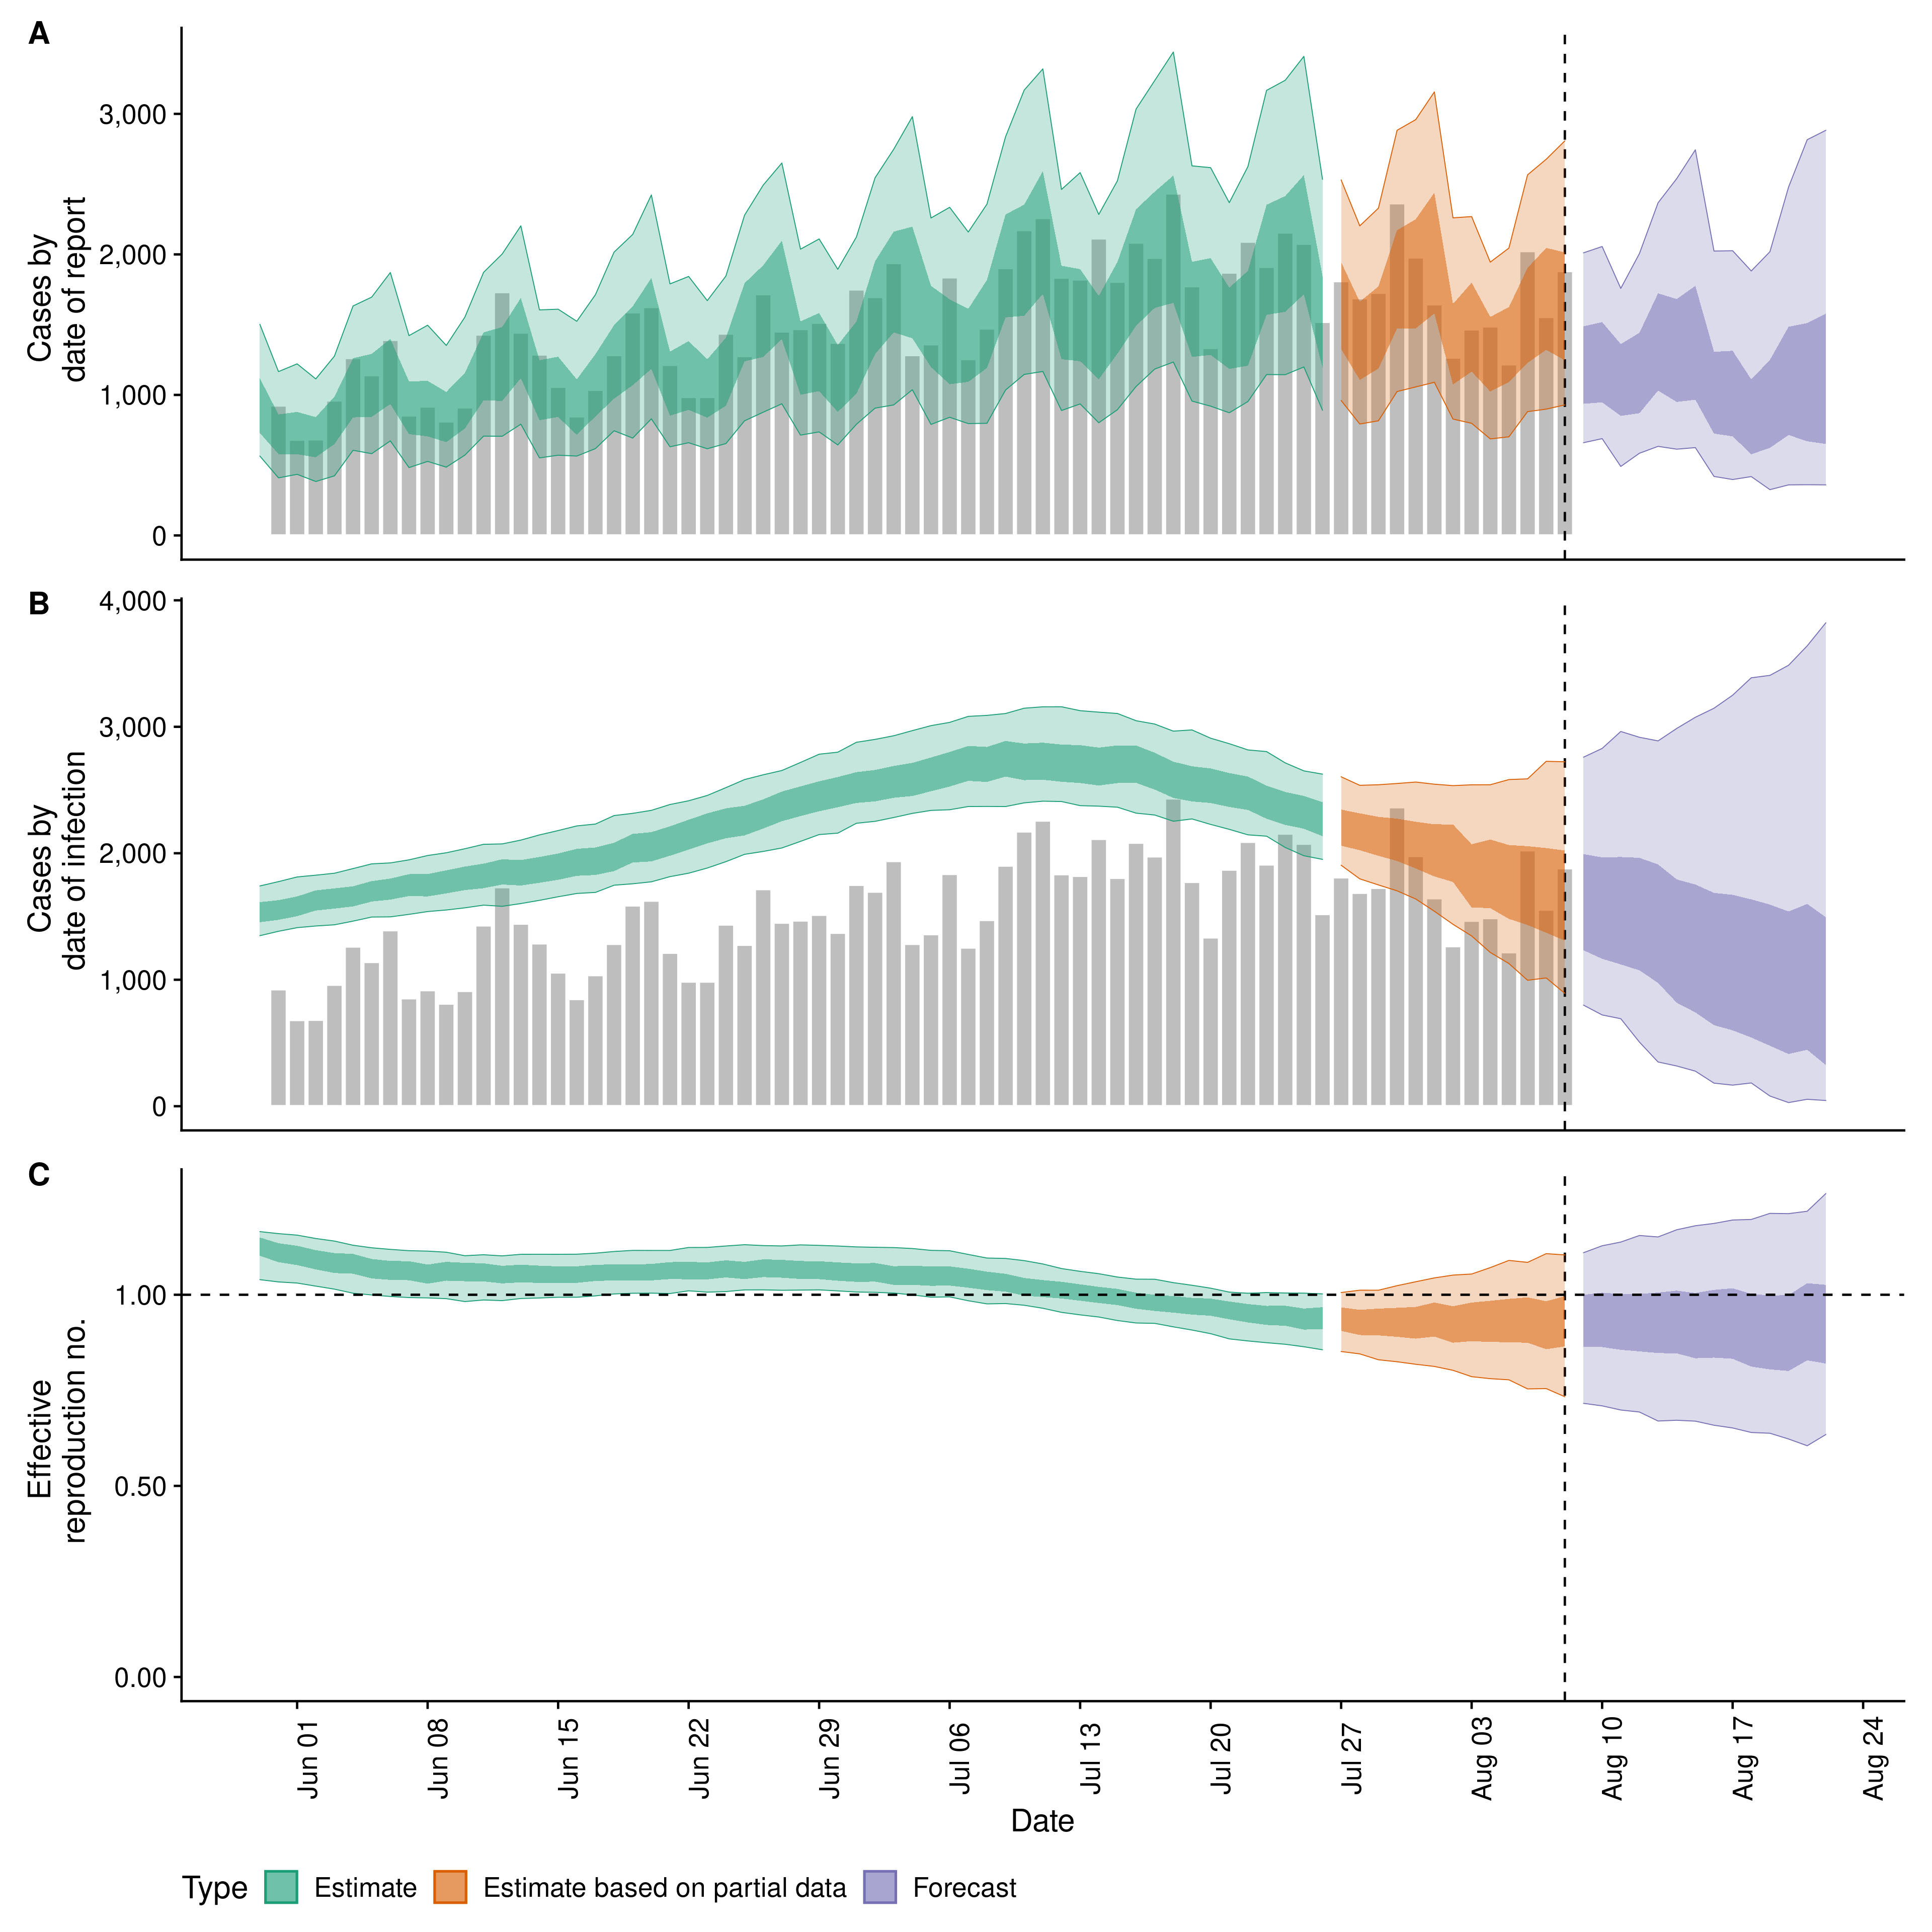 A
Cases by
date of report
3,000
2,000
1,000
0
B
Cases by
date of infection
4,000
3,000
2,000
1,000
0
C
Effective
reproduction no.
1.00
0.50
0.00
Jun 01
Jun 08
Jun 15
Jun 22
Jun 29
Jul 06
Jul 13
Jul 20
Jul 27
Aug 03
Aug 10
Aug 17
Aug 24
Date
Type
Estimate
Estimate based on partial data
Forecast